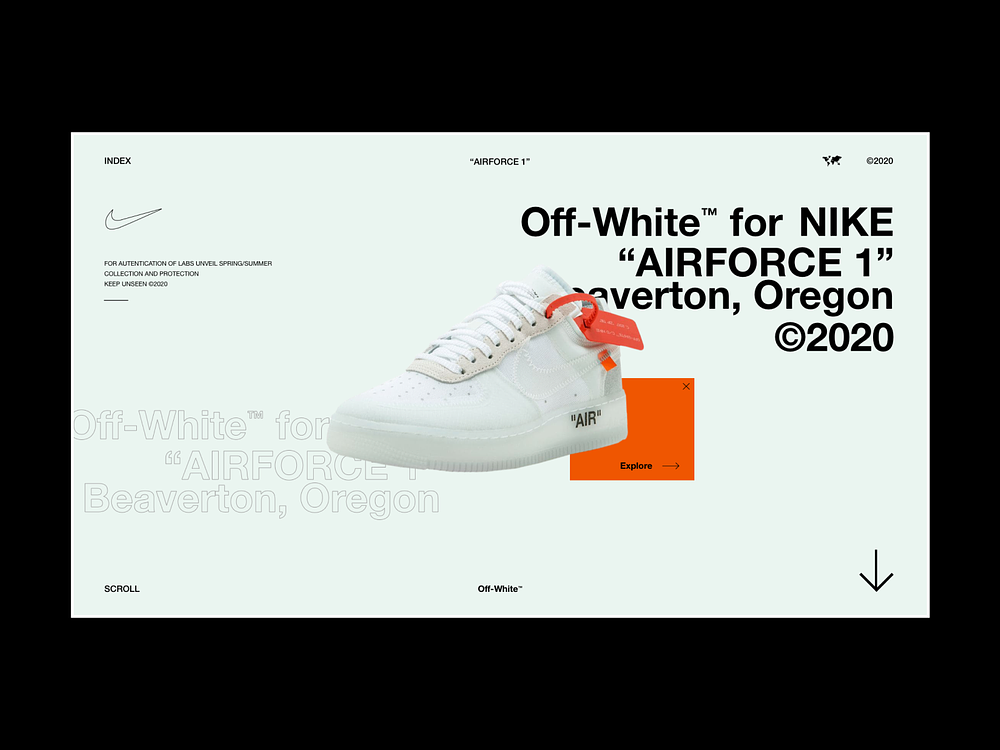 INDEX
“AIRFORCE 1”
©2020
Off-White™ for NIKE
“AIRFORCE 1”
eaverton, Oregon
©2020
FOR AUTENTICATION OF LABS UNVEIL SPRING/SUMMER
COLLECTION AND PROTECTION
KEEP UNSEEN ©2020
"AIR"
Explore
Off-White™ for
“AIRFORCE 1”
Beaverton, Oregon
SCROLL
Off-White™